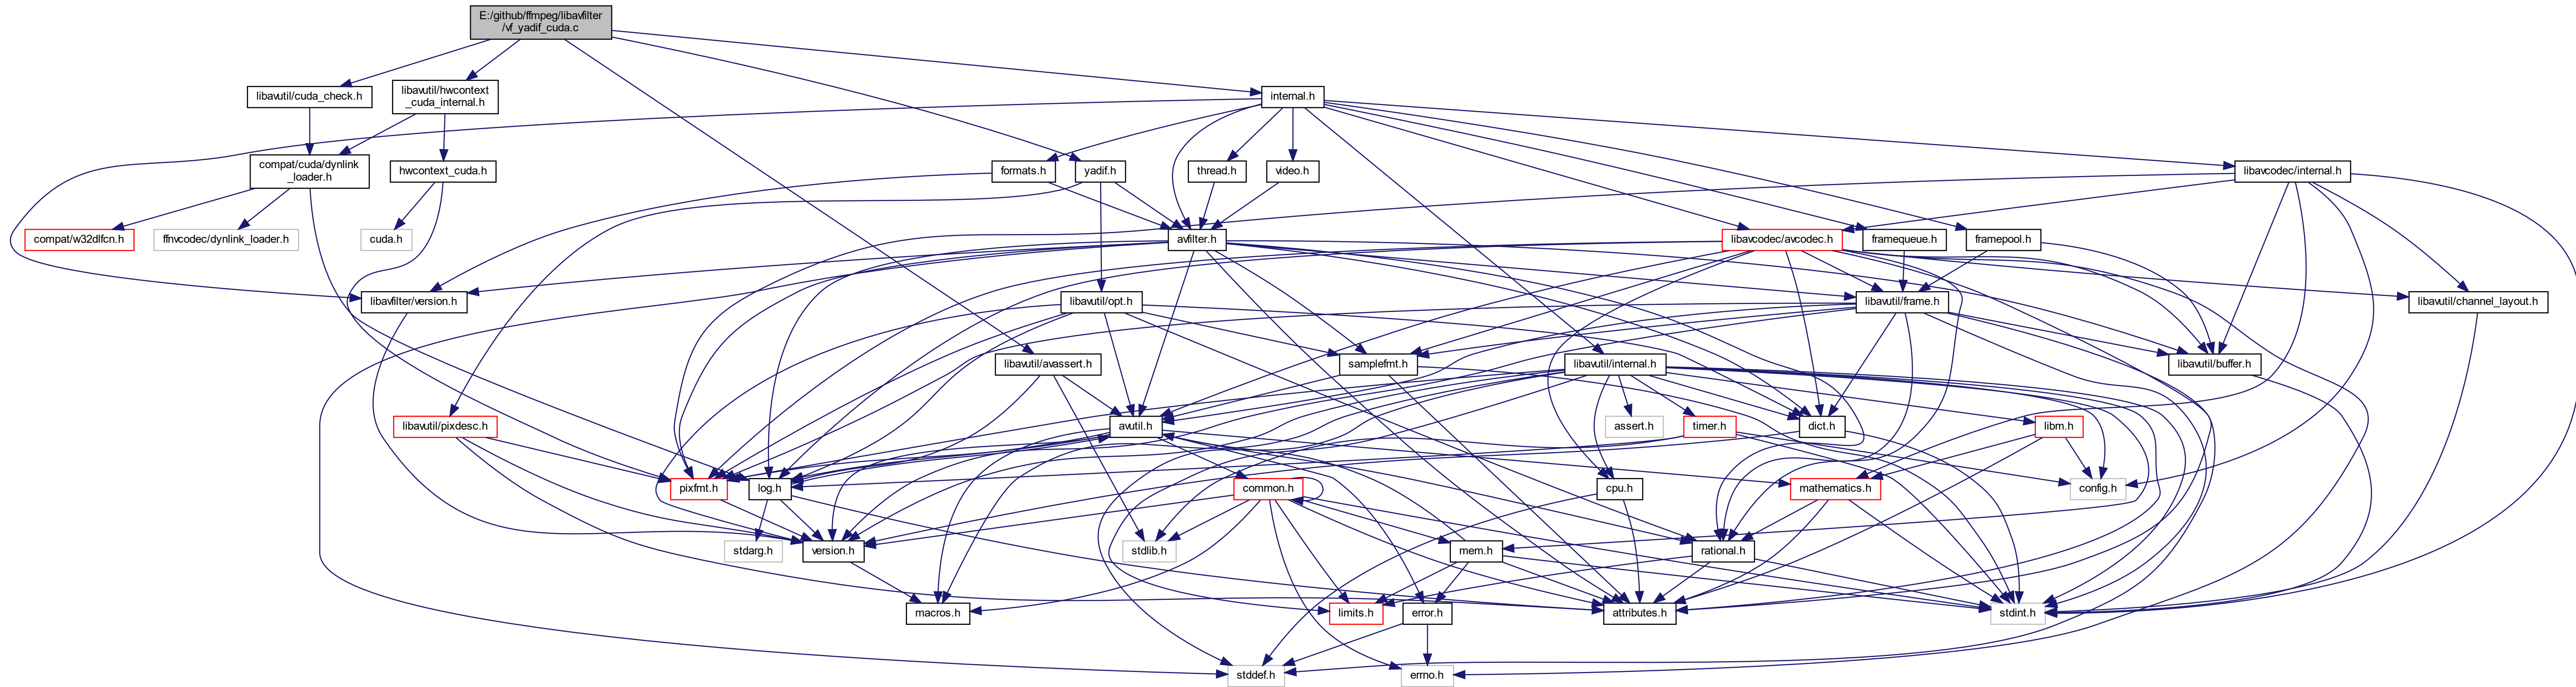 E:/github/ffmpeg/libavfilter
/vf_yadif_cuda.c
libavutil/cuda_check.h
libavutil/hwcontext
_cuda_internal.h
internal.h
compat/cuda/dynlink
_loader.h
hwcontext_cuda.h
formats.h
yadif.h
thread.h
video.h
libavcodec/internal.h
compat/w32dlfcn.h
ffnvcodec/dynlink_loader.h
cuda.h
avfilter.h
libavcodec/avcodec.h
framequeue.h
framepool.h
libavfilter/version.h
libavutil/opt.h
libavutil/frame.h
libavutil/channel_layout.h
libavutil/avassert.h
samplefmt.h
libavutil/internal.h
libavutil/buffer.h
libavutil/pixdesc.h
avutil.h
assert.h
timer.h
dict.h
libm.h
pixfmt.h
log.h
common.h
cpu.h
mathematics.h
config.h
stdarg.h
version.h
stdlib.h
mem.h
rational.h
macros.h
limits.h
error.h
attributes.h
stdint.h
stddef.h
errno.h